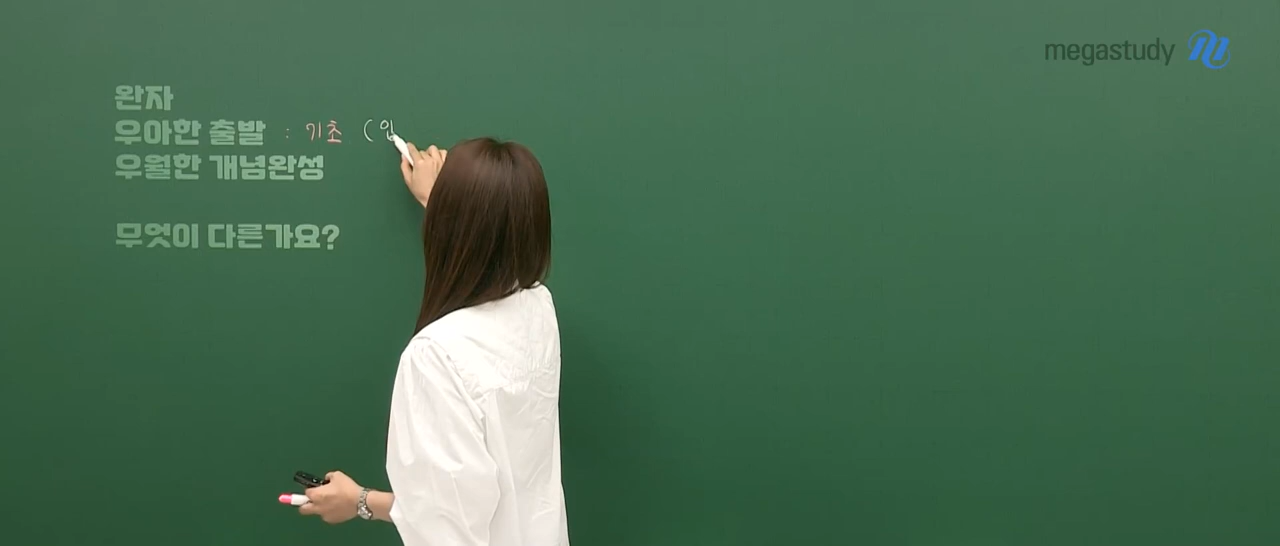 megastudy
완자
우아한 출발 : 기초 (입
우월한 개념완성
무엇이 다른가요?